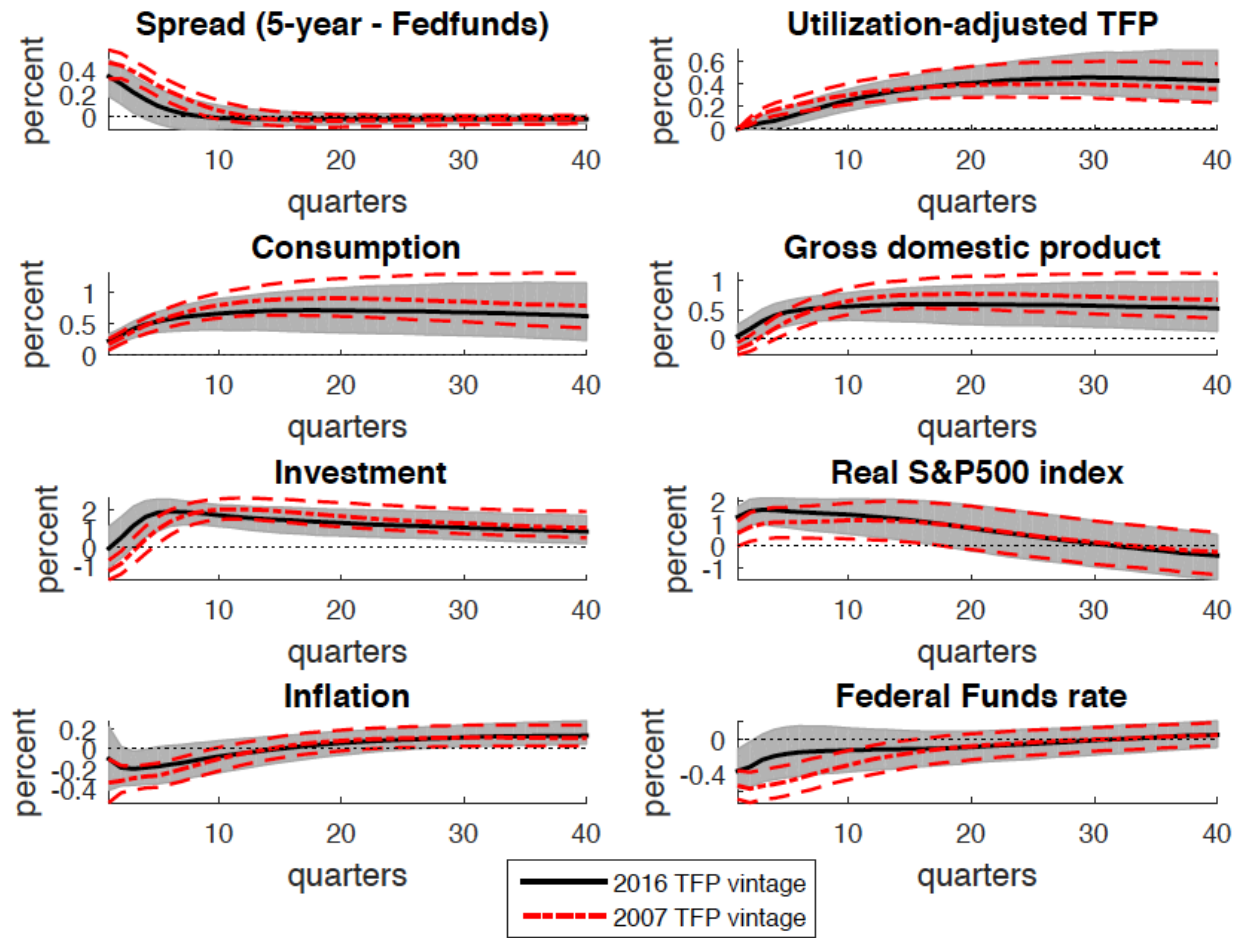 Spread (5-year - Fedfunds)
percent
0.4
0.2
0
10 20 30 40
quarters
Utilization-adjusted TFP
percent
0.6
0.4
0.2
0
10 20 30 40
quarters
Consumption
percent
1
0.5
0
10 20 30 40
quarters
Gross domestic product
percent
1
0.5
0
10 20 30 40
quarters
Investment
percent
2
1
0
-1
10 20 30 40
quarters
Real S&P500 index
percent
2
1
0
-1
10 20 30 40
quarters
Inflation
percent
0.2
0
-0.2
-0.4
10 20 30 40
quarters
Federal Funds rate
percent
0
-0.4
10 20 30 40
quarters
2016 TFP vintage
2007 TFP vintage